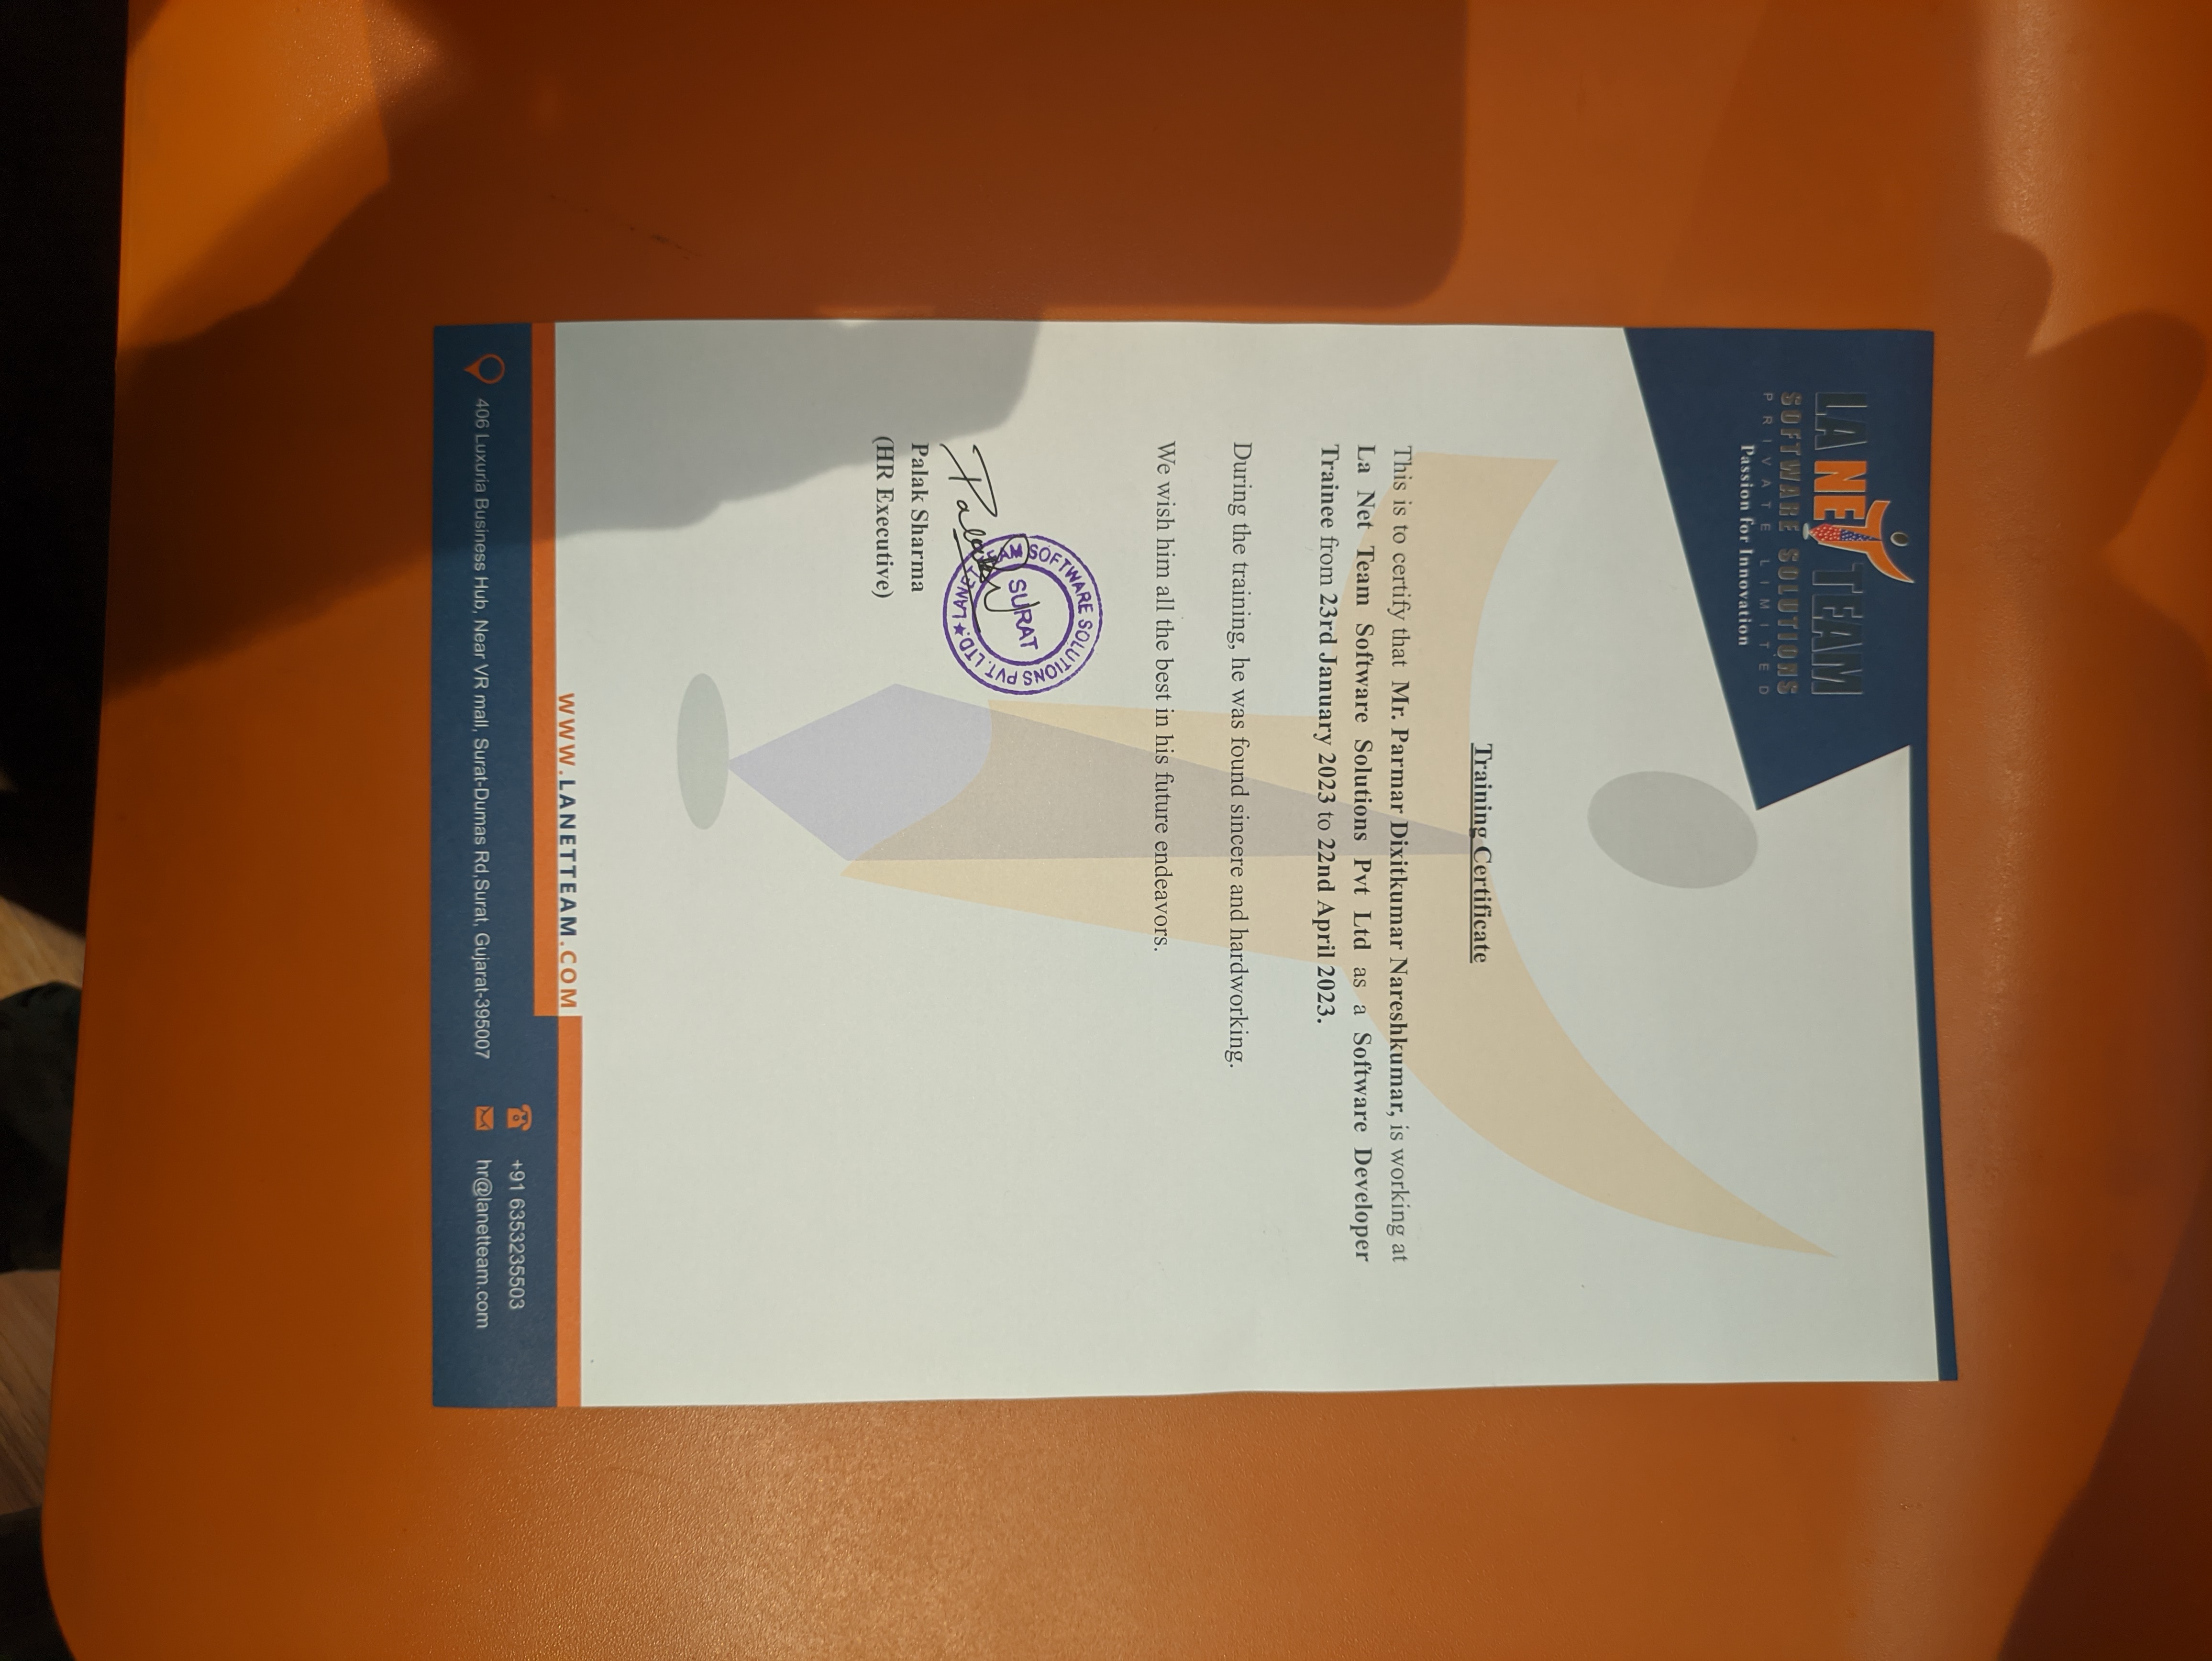 LA NET TEAM
SOFTWARE SOLUTIONS
PRIVATE LIMITED
Passion for Innovation
Training Certificate
This is to certify that Mr. Parmar Dixitkumar Nareshkumar, is working at
La Net Team Software Solutions Pvt Ltd as a Software Developer
Trainee from 23rd January 2023 to 22nd April 2023.
During the training, he was found sincere and hardworking.
We wish him all the best in his future endeavors.
Palak
LA NET TEAM SOFTWARE SOLUTIONS PVT. LTD. ★
SURAT
Palak Sharma
(HR Executive)
WWW.LANETTEAM.COM
+91 6353235503
406 Luxuria Business Hub, Near VR mall, Surat-Dumas Rd,Surat, Gujarat-395007
hr@lanetteam.com